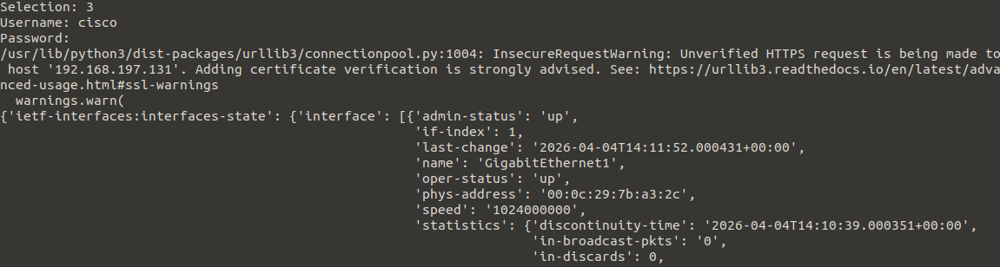 Selection: 3
Username: cisco
Password:
/usr/lib/python3/dist-packages/urllib3/connectionpool.py:1004: InsecureRequestWarning: Unverified HTTPS request is being made to
 host '192.168.197.131'. Adding certificate verification is strongly advised. See: https://urllib3.readthedocs.io/en/latest/adva
nced-usage.html#ssl-warnings
  warnings.warn(
{'ietf-interfaces:interfaces-state': {'interface': [{'admin-status': 'up',
'if-index': 1,
'last-change': '2026-04-04T14:11:52.000431+00:00',
'name': 'GigabitEthernet1',
'oper-status': 'up',
'phys-address': '00:0c:29:7b:a3:2c',
'speed': '1024000000',
'statistics': {'discontinuity-time': '2026-04-04T14:10:39.000351+00:00',
'in-broadcast-pkts': '0',
'in-discards': 0,